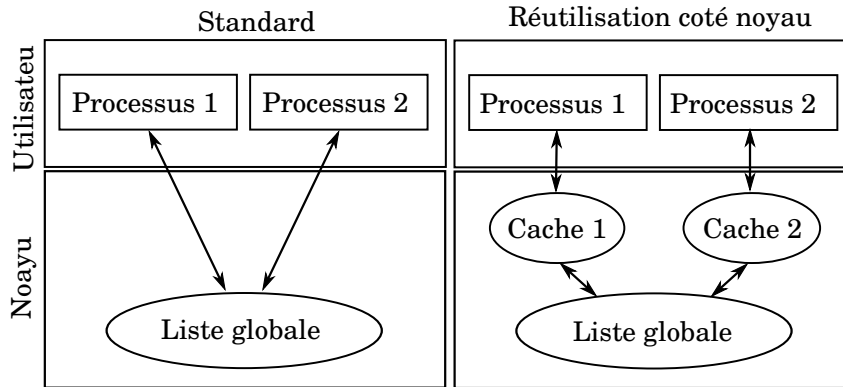 Standard
Réutilisation coté noyau
Utilisateu
Processus 1
Processus 2
Processus 1
Processus 2
Noayu
Cache 1
Cache 2
Liste globale
Liste globale